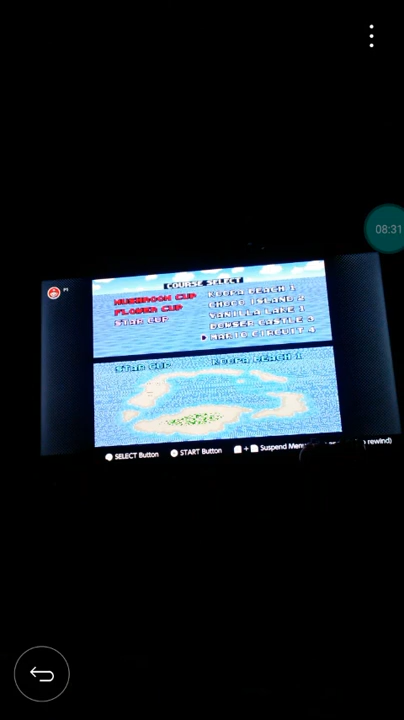 08:31
P1
COURSE SELECT
MUSHROOM CUP
FLOWER CUP
STAR CUP
KOOPA BEACH 1
CHOCO ISLAND 2
VANILLA LAKE 1
BOWSER CASTLE 3
MARIO CIRCUIT 4
STAR CUP KOOPA BEACH 1
SELECT Button START Button + Suspend Menu rewind)